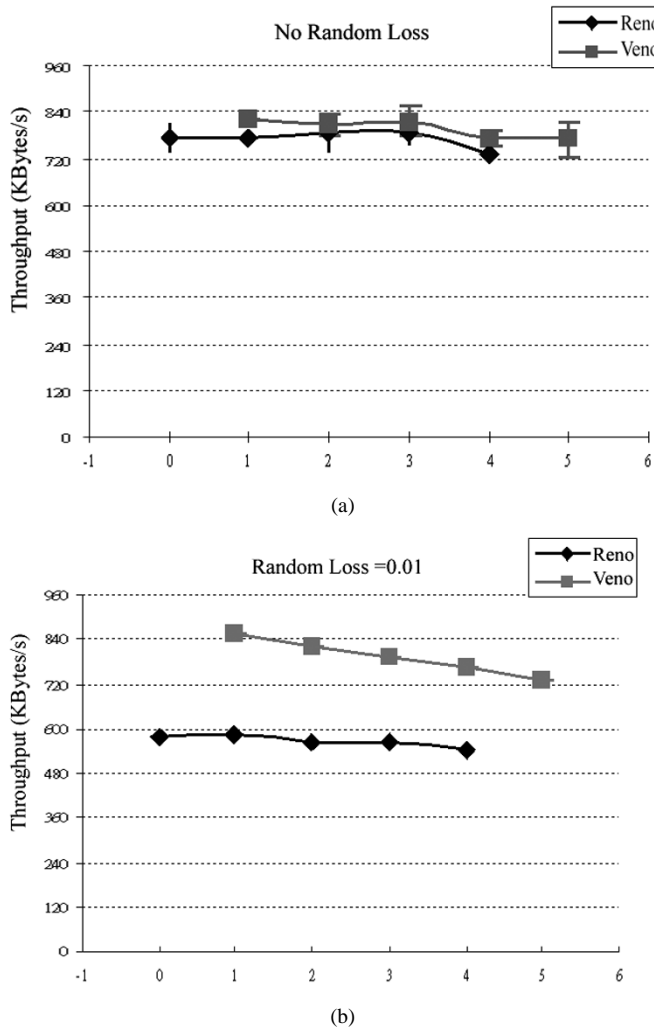 No Random Loss
Reno
Veno
Throughput (KBytes/s)
960
840
720
600
480
360
240
120
0
-1 0 1 2 3 4 5 6
(a)
Random Loss =0.01
Reno
Veno
Throughput (KBytes/s)
960
840
720
600
480
360
240
120
0
-1 0 1 2 3 4 5 6
(b)